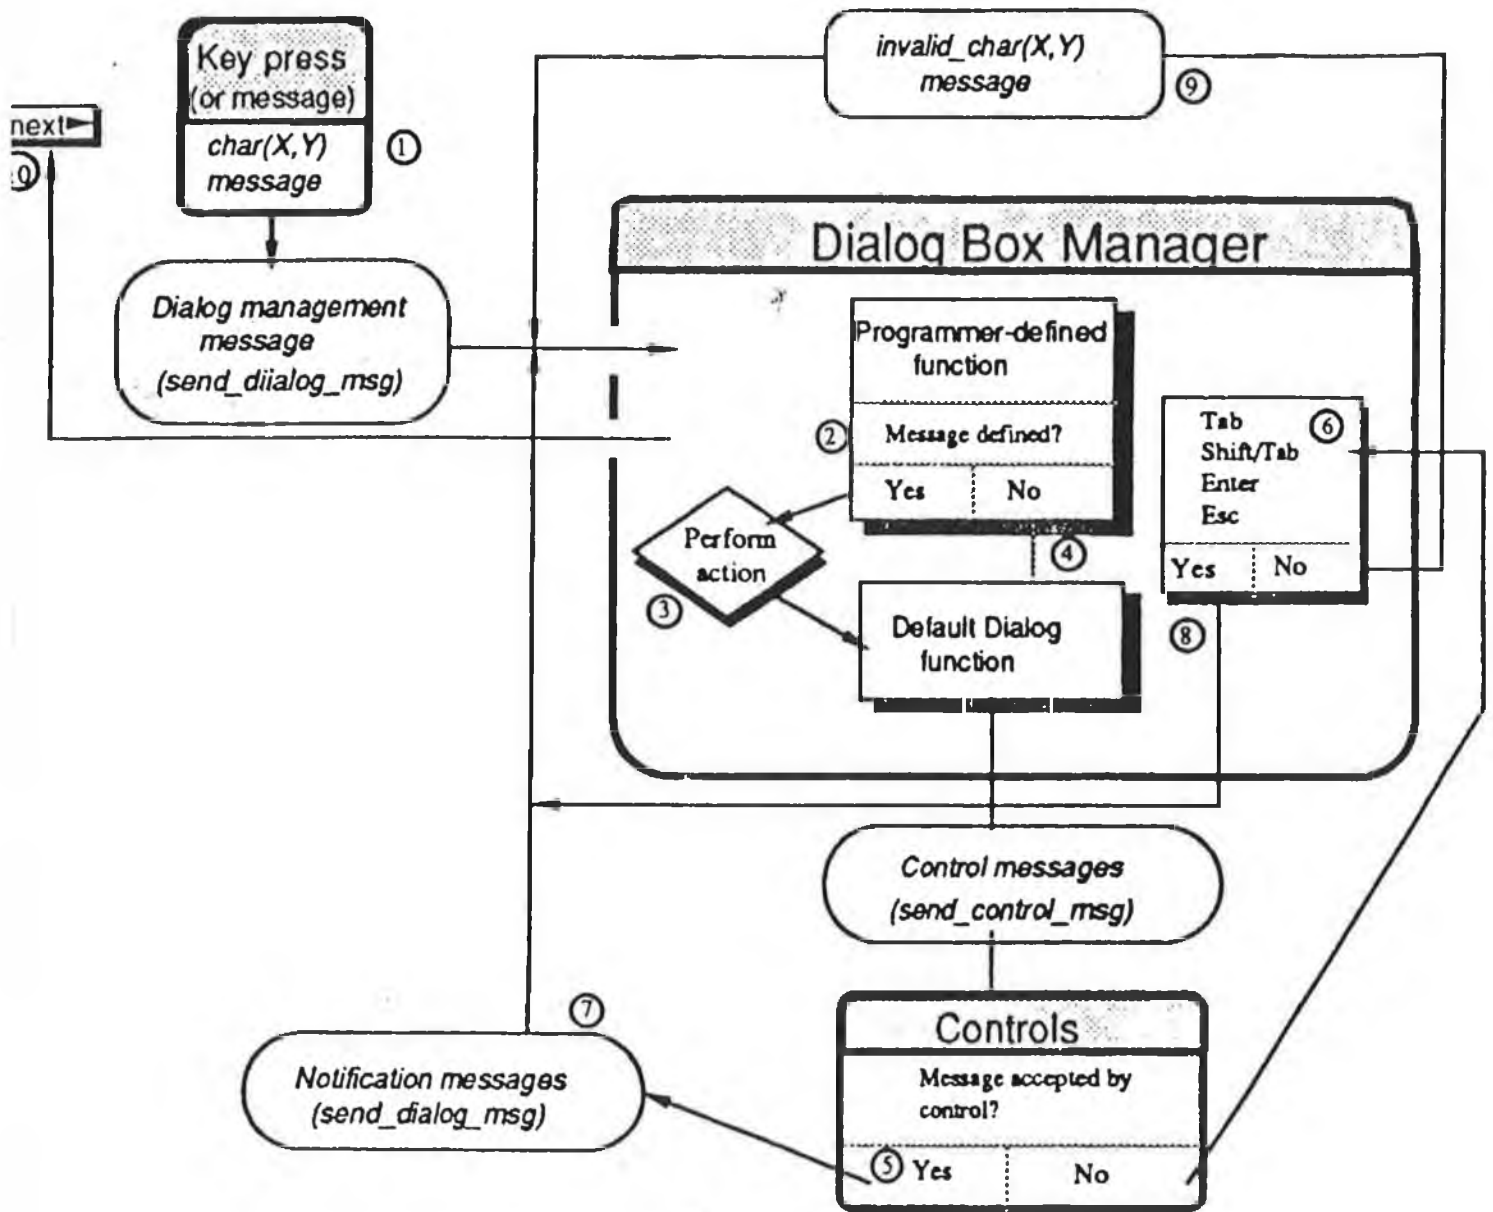 Key press
(or message)
char(X,Y)
message
1
next
0
invalid_char(X,Y)
message
9
Dialog management
message
(send_diialog_msg)
Dialog Box Manager
Programmer-defined
function
2
Message defined?
Yes
No
Perform
action
3
4
Default Dialog
function
Tab
6
Shift/Tab
Enter
Esc
Yes
No
8
Control messages
(send_control_msg)
7
Notification messages
(send_dialog_msg)
Controls
Message accepted by
control?
5
Yes
No